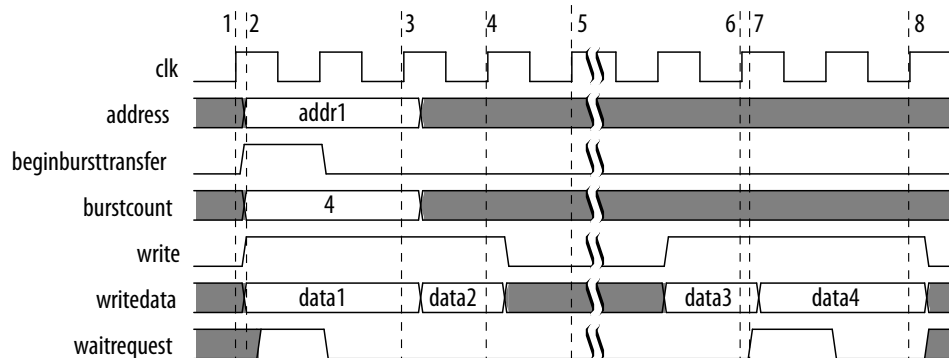 1 2 3 4 5 6 7 8
clk
address addr1
beginbursttransfer
burstcount 4
write
writedata data1 data2 data3 data4
waitrequest